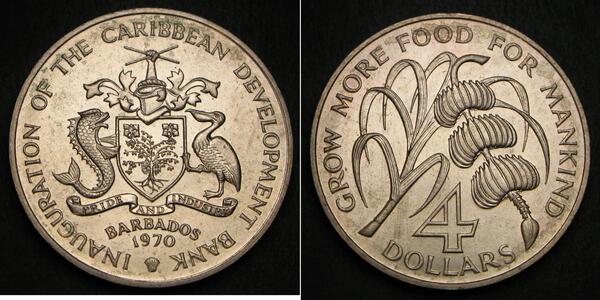 INAUGURATION OF THE CARIBBEAN DEVELOPMENT BANK
PRIDE AND INDUSTRY
BARBADOS
1970
GROW MORE FOOD FOR MANKIND
4
DOLLARS